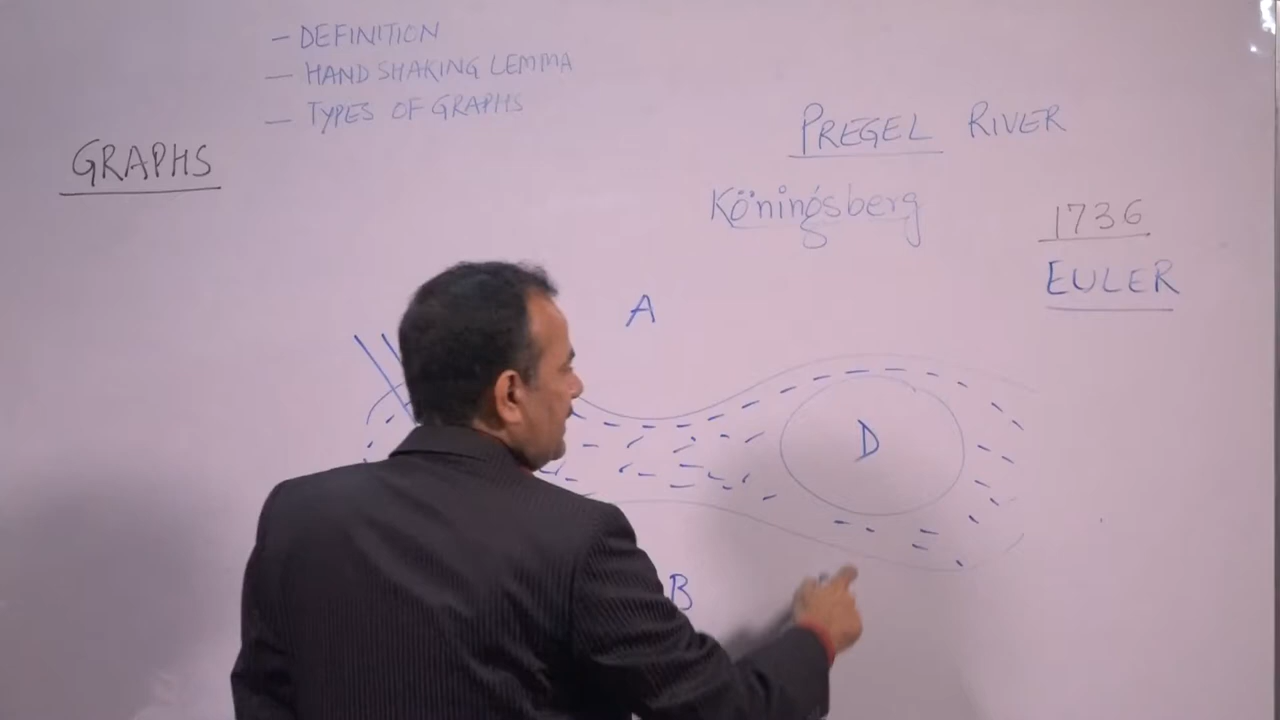 - DEFINITION
- HAND SHAKING LEMMA
- TYPES OF GRAPHS
GRAPHS
PREGEL RIVER
Köningsberg
1736
EULER
A
D
B